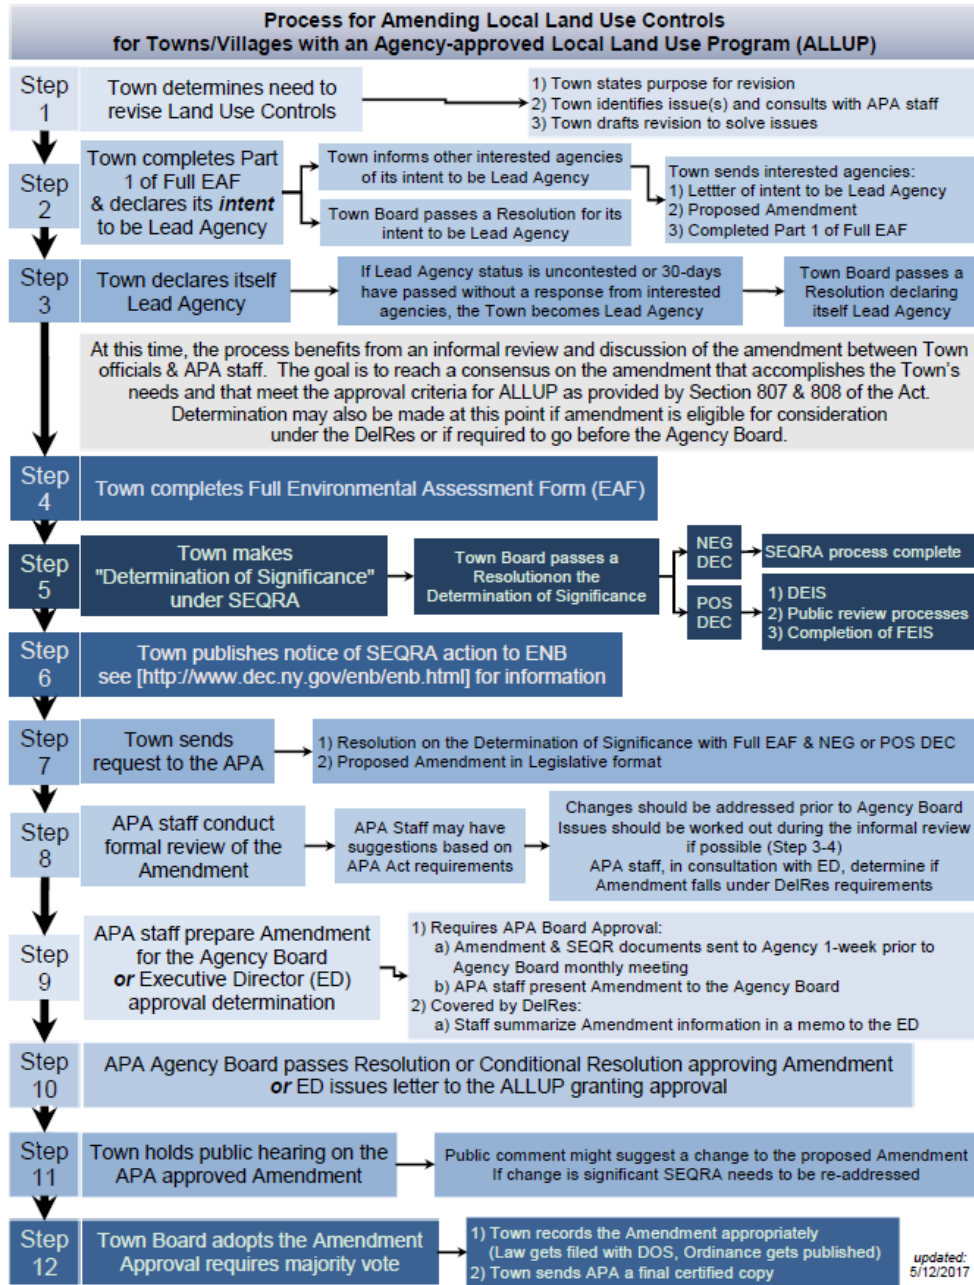 Process for Amending Local Land Use Controls
for Towns/Villages with an Agency-approved Local Land Use Program (ALLUP)
Step
1
Town determines need to
revise Land Use Controls
1) Town states purpose for revision
2) Town identifies issue(s) and consults with APA staff
3) Town drafts revision to solve issues
Step
2
Town completes Part
1 of Full EAF
& declares its intent
to be Lead Agency
Town informs other interested agencies
of its intent to be Lead Agency
Town Board passes a Resolution for its
intent to be Lead Agency
Town sends interested agencies:
1) Lettter of intent to be Lead Agency
2) Proposed Amendment
3) Completed Part 1 of Full EAF
Step
3
Town declares itself
Lead Agency
If Lead Agency status is uncontested or 30-days
have passed without a response from interested
agencies, the Town becomes Lead Agency
Town Board passes a
Resolution declaring
itself Lead Agency
At this time, the process benefits from an informal review and discussion of the amendment between Town
officials & APA staff. The goal is to reach a consensus on the amendment that accomplishes the Town's
needs and that meet the approval criteria for ALLUP as provided by Section 807 & 808 of the Act.
Determination may also be made at this point if amendment is eligible for consideration
under the DelRes or if required to go before the Agency Board.
Step
4
Town completes Full Environmental Assessment Form (EAF)
Step
5
Town makes
"Determination of Significance"
under SEQRA
Town Board passes a
Resolutionon the
Determination of Significance
NEG
DEC
SEQRA process complete
POS
DEC
1) DEIS
2) Public review processes
3) Completion of FEIS
Step
6
Town publishes notice of SEQRA action to ENB
see [http://www.dec.ny.gov/enb/enb.html] for information
Step
7
Town sends
request to the APA
1) Resolution on the Determination of Significance with Full EAF & NEG or POS DEC
2) Proposed Amendment in Legislative format
Step
8
APA staff conduct
formal review of the
Amendment
APA Staff may have
suggestions based on
APA Act requirements
Changes should be addressed prior to Agency Board
Issues should be worked out during the informal review
if possible (Step 3-4)
APA staff, in consultation with ED, determine if
Amendment falls under DelRes requirements
Step
9
APA staff prepare Amendment
for the Agency Board
or Executive Director (ED)
approval determination
1) Requires APA Board Approval:
a) Amendment & SEQR documents sent to Agency 1-week prior to
Agency Board monthly meeting
b) APA staff present Amendment to the Agency Board
2) Covered by DelRes:
a) Staff summarize Amendment information in a memo to the ED
Step
10
APA Agency Board passes Resolution or Conditional Resolution approving Amendment
or ED issues letter to the ALLUP granting approval
Step
11
Town holds public hearing on the
APA approved Amendment
Public comment might suggest a change to the proposed Amendment
If change is significant SEQRA needs to be re-addressed
Step
12
Town Board adopts the Amendment
Approval requires majority vote
1) Town records the Amendment appropriately
(Law gets filed with DOS, Ordinance gets published)
2) Town sends APA a final certified copy
updated:
5/12/2017